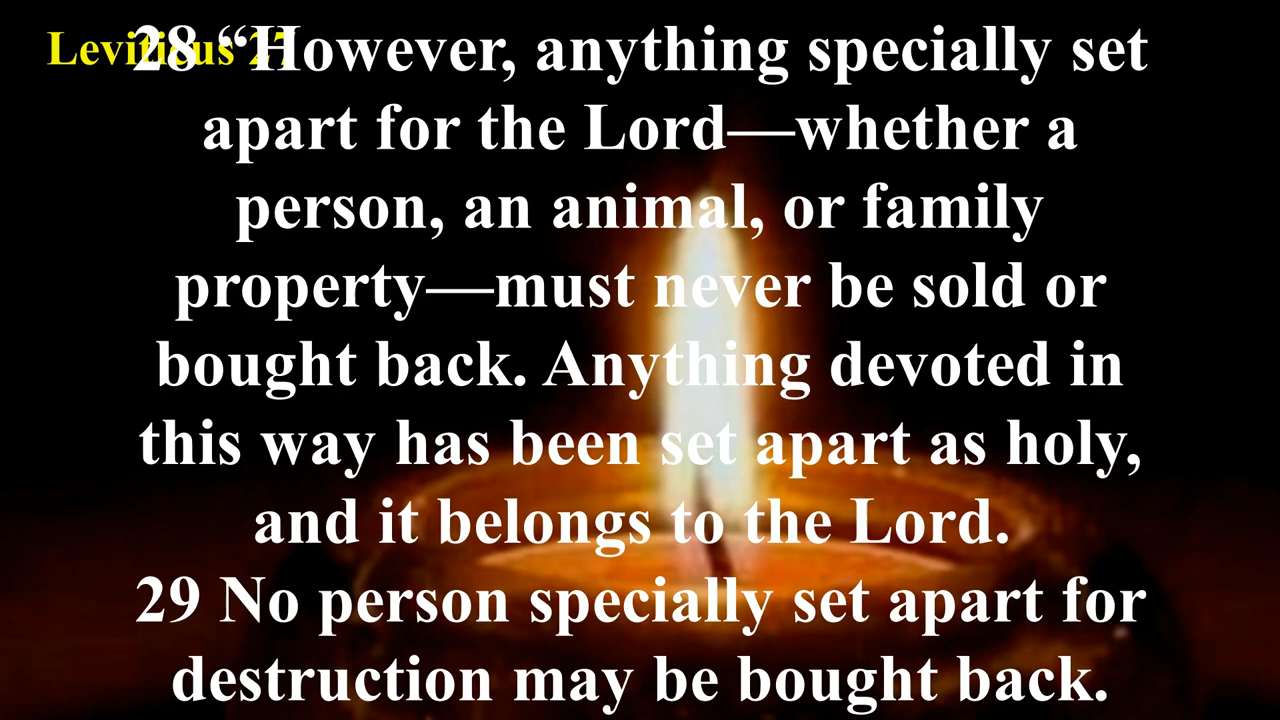 Leviticus 27
28 “However, anything specially set
apart for the Lord—whether a
person, an animal, or family
property—must never be sold or
bought back. Anything devoted in
this way has been set apart as holy,
and it belongs to the Lord.
29 No person specially set apart for
destruction may be bought back.